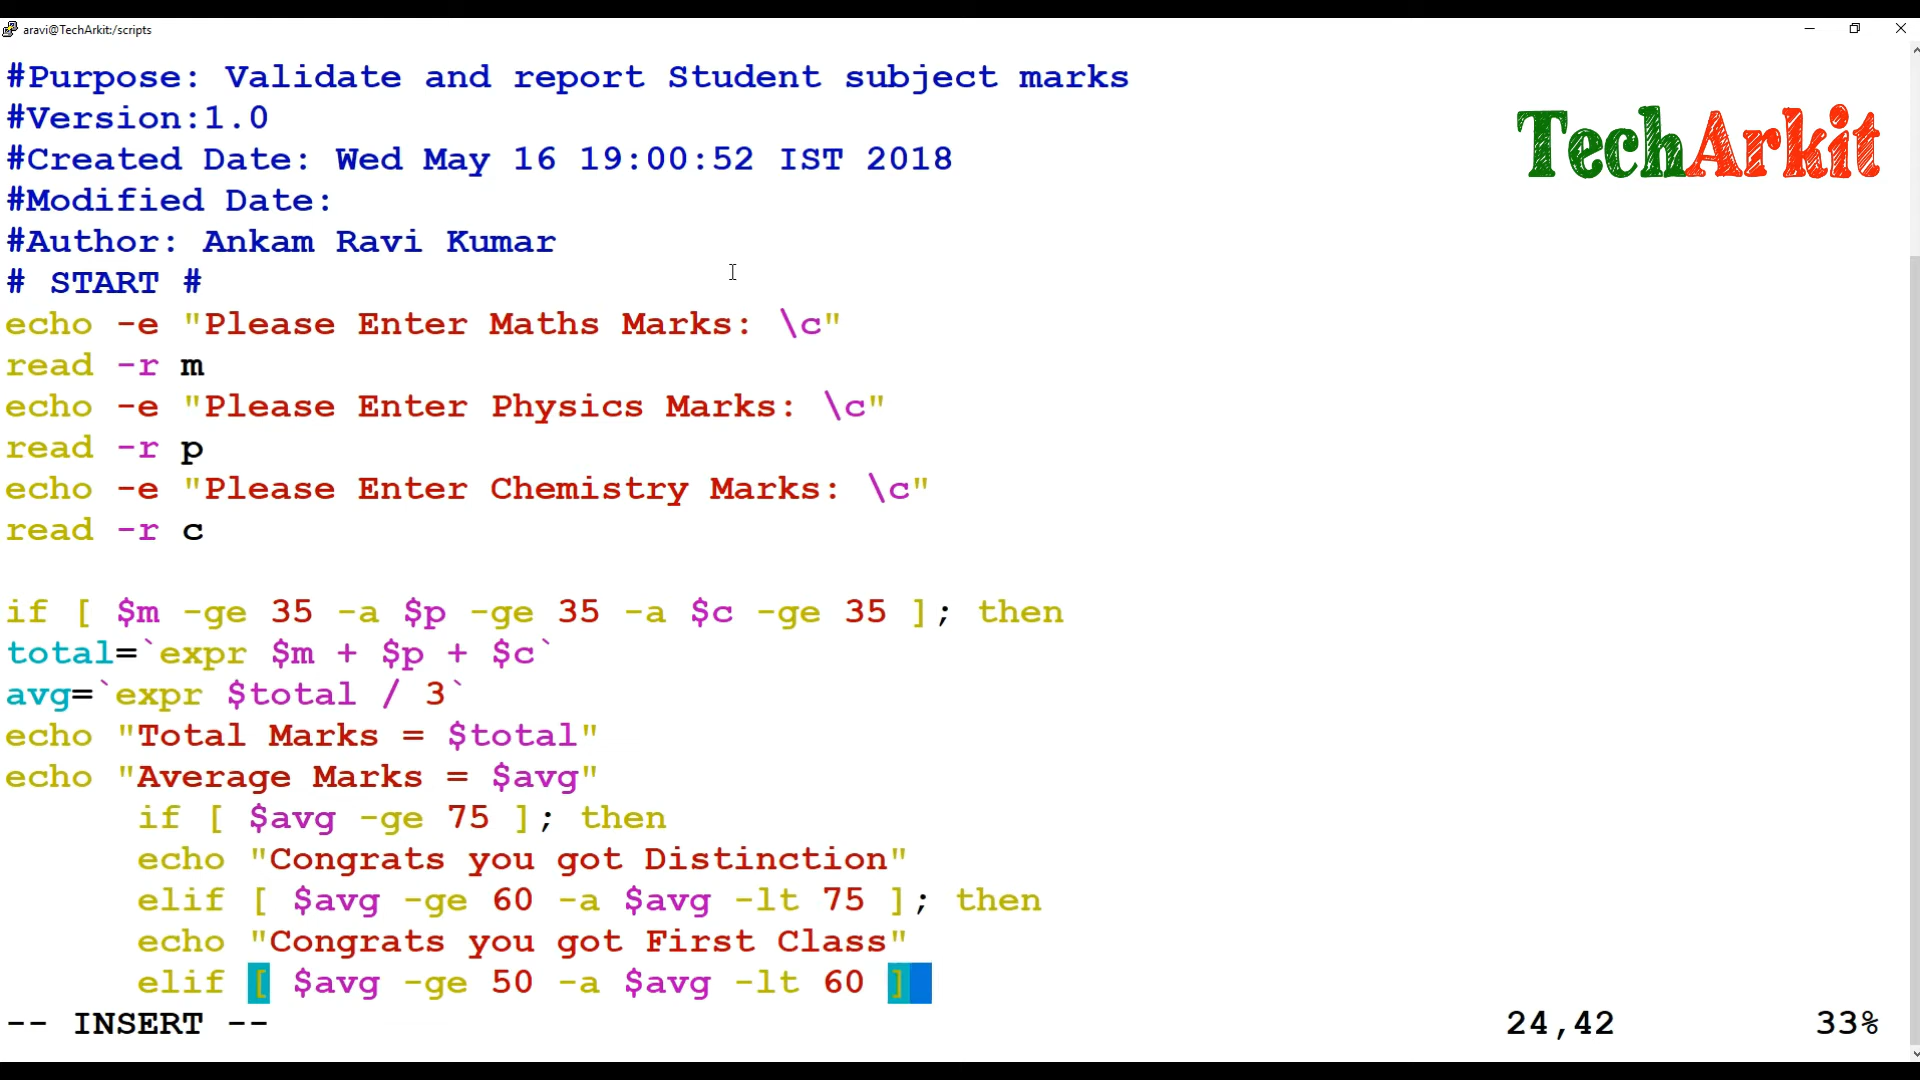 aravi@TechArkit:/scripts
#Purpose: Validate and report Student subject marks
#Version:1.0
#Created Date: Wed May 16 19:00:52 IST 2018
#Modified Date:
#Author: Ankam Ravi Kumar
# START #
TechArkit
echo -e "Please Enter Maths Marks: \c"
read -r m
echo -e "Please Enter Physics Marks: \c"
read -r p
echo -e "Please Enter Chemistry Marks: \c"
read -r c
if [ $m -ge 35 -a $p -ge 35 -a $c -ge 35 ]; then
total=`expr $m + $p + $c`
avg=`expr $total / 3`
echo "Total Marks = $total"
echo "Average Marks = $avg"
if [ $avg -ge 75 ]; then
echo "Congrats you got Distinction"
elif [ $avg -ge 60 -a $avg -lt 75 ]; then
echo "Congrats you got First Class"
elif [ $avg -ge 50 -a $avg -lt 60 ]
-- INSERT -- 24,42 33%